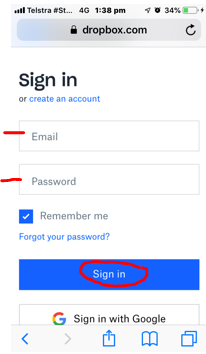 Telstra #St... 4G 1:38 pm 34%
dropbox.com
Sign in
or create an account
Email
Password
Remember me
Forgot your password?
Sign in
G Sign in with Google